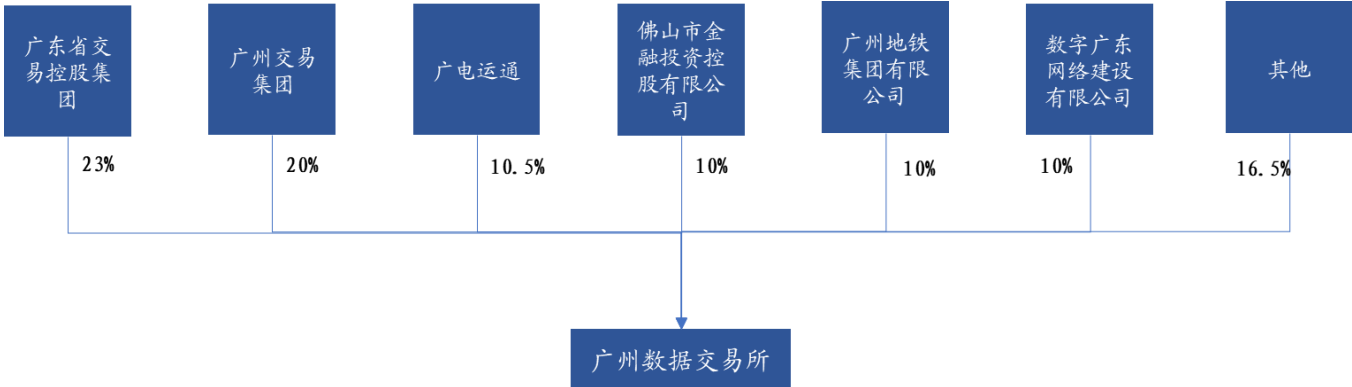 广东省交
易控股集
团
广州交易
集团
广电运通
佛山市金
融投资控
股有限公
司
广州地铁
集团有限
公司
数字广东
网络建设
有限公司
其他
23%
20%
10.5%
10%
10%
10%
16.5%
广州数据交易所